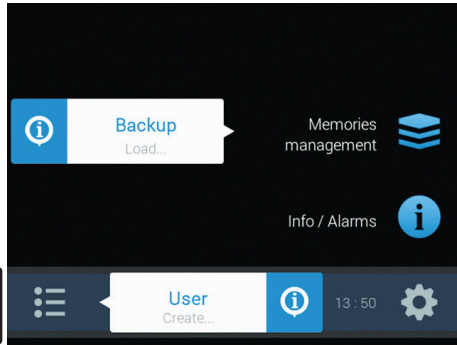 Backup
Load...
Memories
management
Info / Alarms
User
Create...
13 : 50